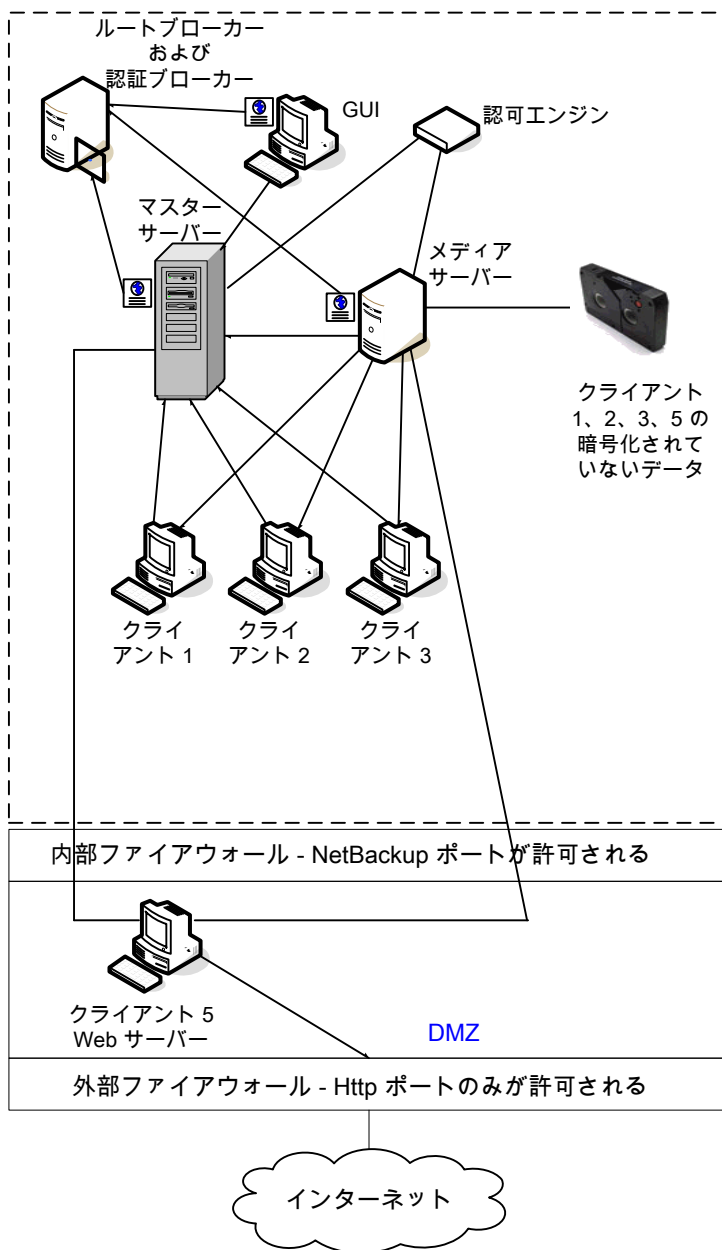 ルートブローカー
および
認証ブローカー
GUI
認可エンジン
マスター
サーバー
メディア
サーバー
クライアント
1、2、3、5 の
暗号化されて
いないデータ
クライ
アント 1
クライ
アント 2
クライ
アント 3
内部ファイアウォール - NetBackup ポートが許可される
クライアント 5
Web サーバー
DMZ
外部ファイアウォール - Http ポートのみが許可される
インターネット